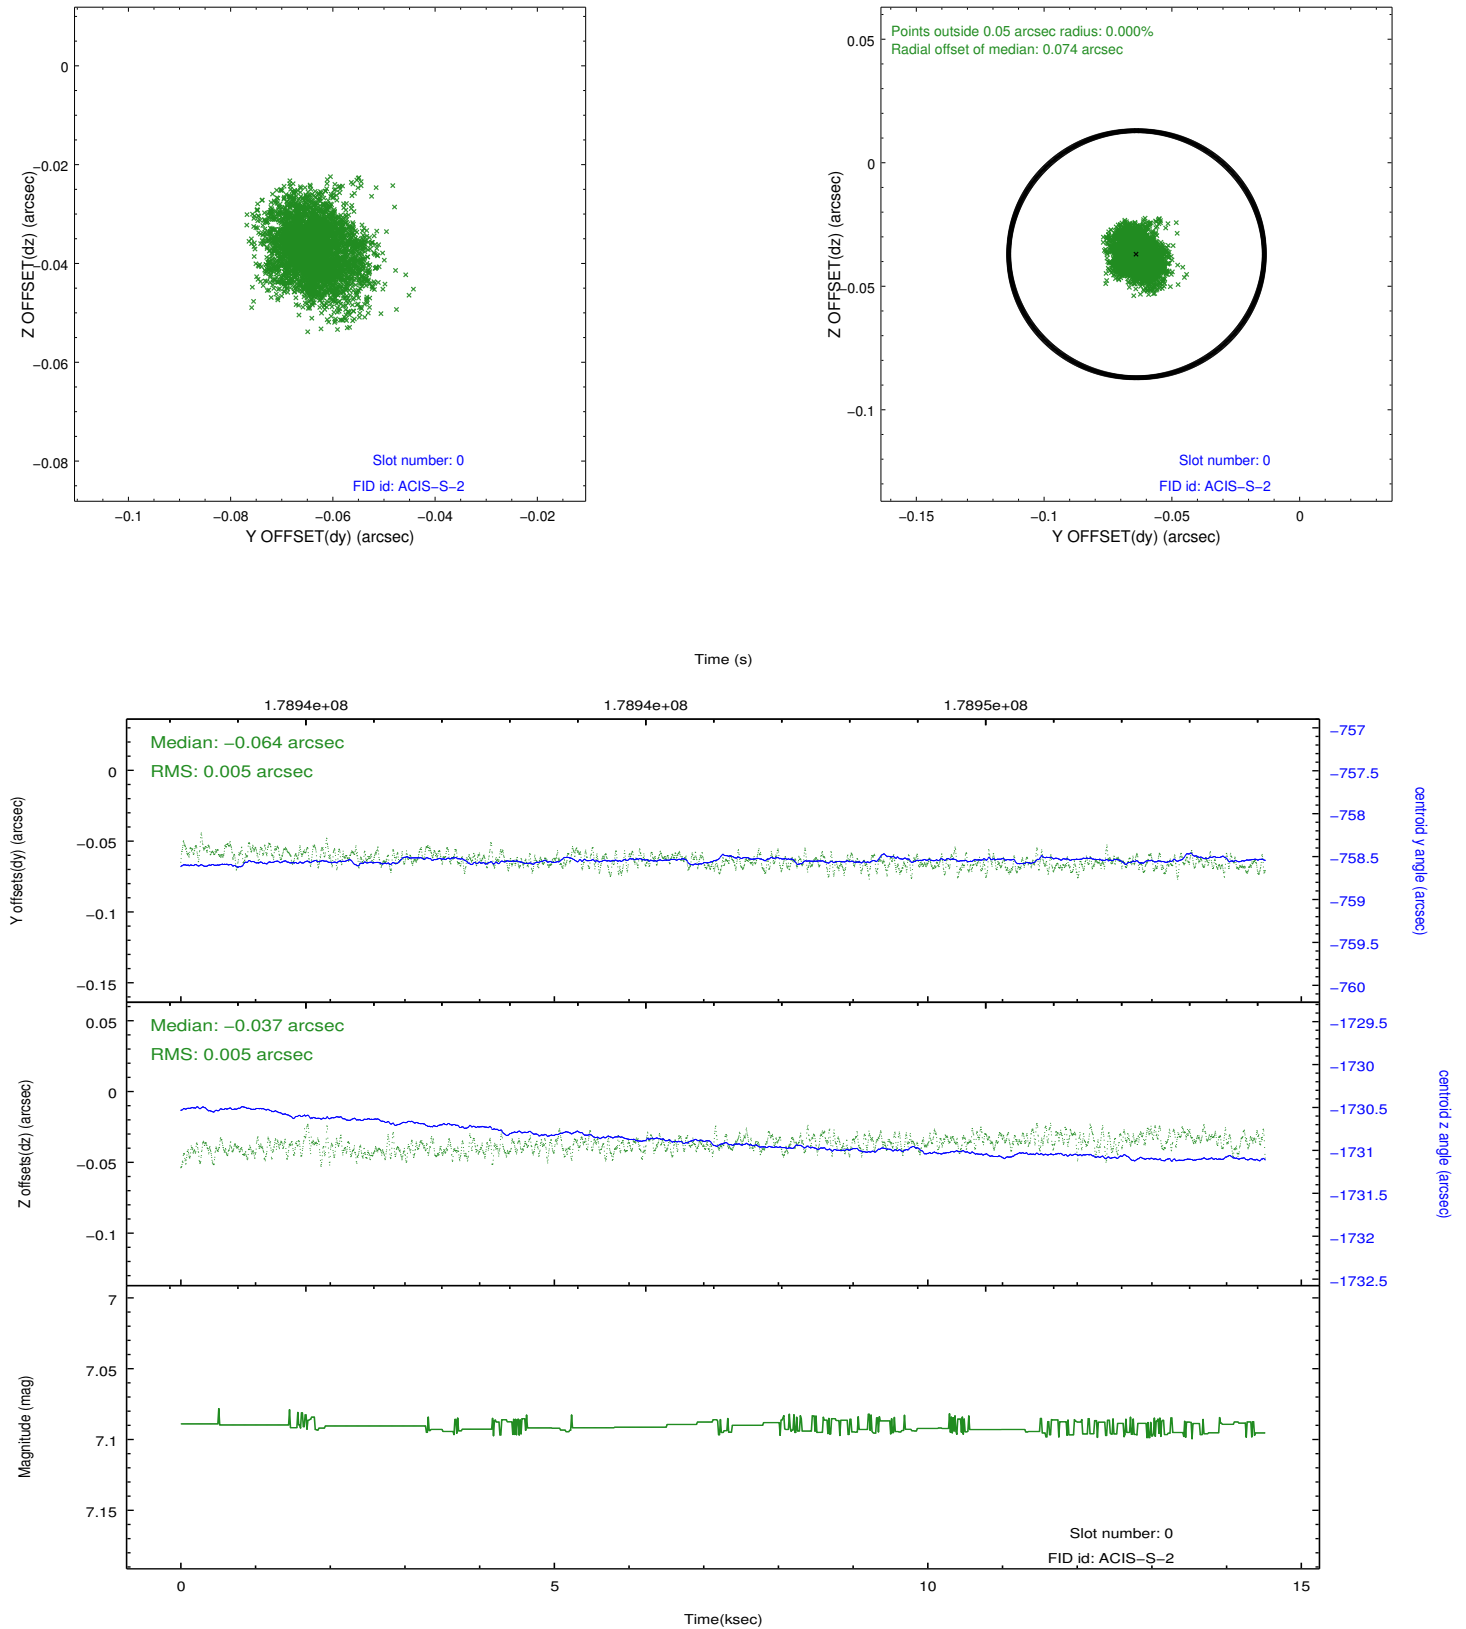 0
−0.02
−0.04
−0.06
−0.08
Z OFFSET(dz) (arcsec)
Slot number: 0
FID id: ACIS−S−2
−0.1 −0.08 −0.06 −0.04 −0.02
Y OFFSET(dy) (arcsec)
Points outside 0.05 arcsec radius: 0.000%
Radial offset of median: 0.074 arcsec
0.05
0
−0.05
−0.1
Z OFFSET(dz) (arcsec)
Slot number: 0
FID id: ACIS−S−2
−0.15 −0.1 −0.05 0
Y OFFSET(dy) (arcsec)
Time (s)
1.7894e+08 1.7894e+08 1.7895e+08
Median: −0.064 arcsec
RMS: 0.005 arcsec
0
−0.05
−0.1
−0.15
Y offsets(dy) (arcsec)
−757
−757.5
−758
−758.5
−759
−759.5
−760
centroid y angle (arcsec)
Median: −0.037 arcsec
RMS: 0.005 arcsec
0.05
0
−0.05
−0.1
Z offsets(dz) (arcsec)
−1729.5
−1730
−1730.5
−1731
−1731.5
−1732
−1732.5
centroid z angle (arcsec)
7
7.05
7.1
7.15
Magnitude (mag)
Slot number: 0
FID id: ACIS−S−2
0 5 10 15
Time(ksec)